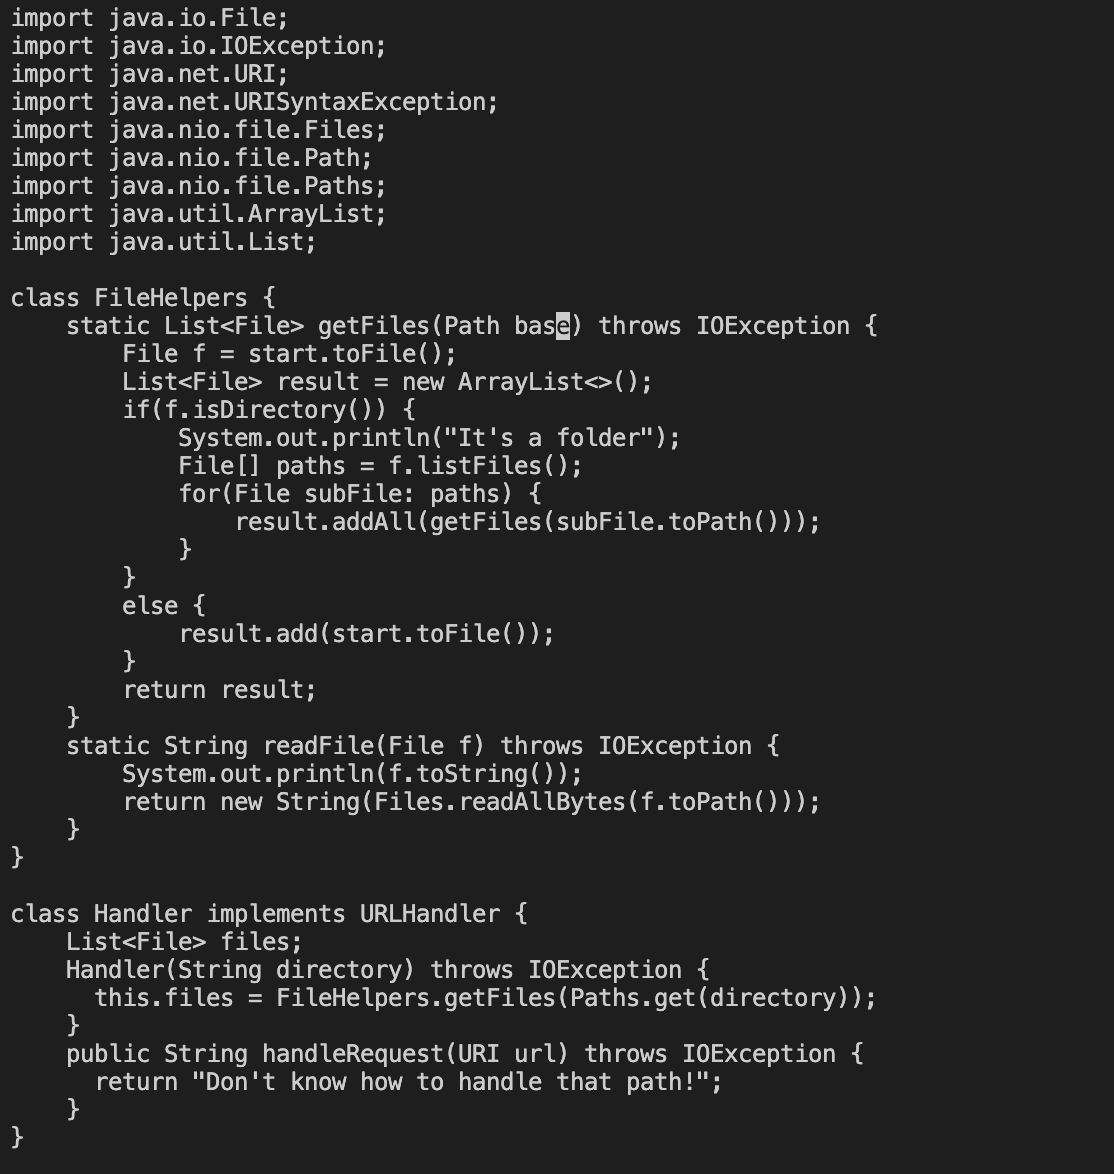 import java.io.File;
import java.io.IOException;
import java.net.URI;
import java.net.URISyntaxException;
import java.nio.file.Files;
import java.nio.file.Path;
import java.nio.file.Paths;
import java.util.ArrayList;
import java.util.List;

class FileHelpers {
    static List<File> getFiles(Path base) throws IOException {
        File f = start.toFile();
        List<File> result = new ArrayList<>();
        if(f.isDirectory()) {
            System.out.println("It's a folder");
            File[] paths = f.listFiles();
            for(File subFile: paths) {
                result.addAll(getFiles(subFile.toPath()));
            }
        }
        else {
            result.add(start.toFile());
        }
        return result;
    }
    static String readFile(File f) throws IOException {
        System.out.println(f.toString());
        return new String(Files.readAllBytes(f.toPath()));
    }
}

class Handler implements URLHandler {
    List<File> files;
    Handler(String directory) throws IOException {
      this.files = FileHelpers.getFiles(Paths.get(directory));
    }
    public String handleRequest(URI url) throws IOException {
      return "Don't know how to handle that path!";
    }
}